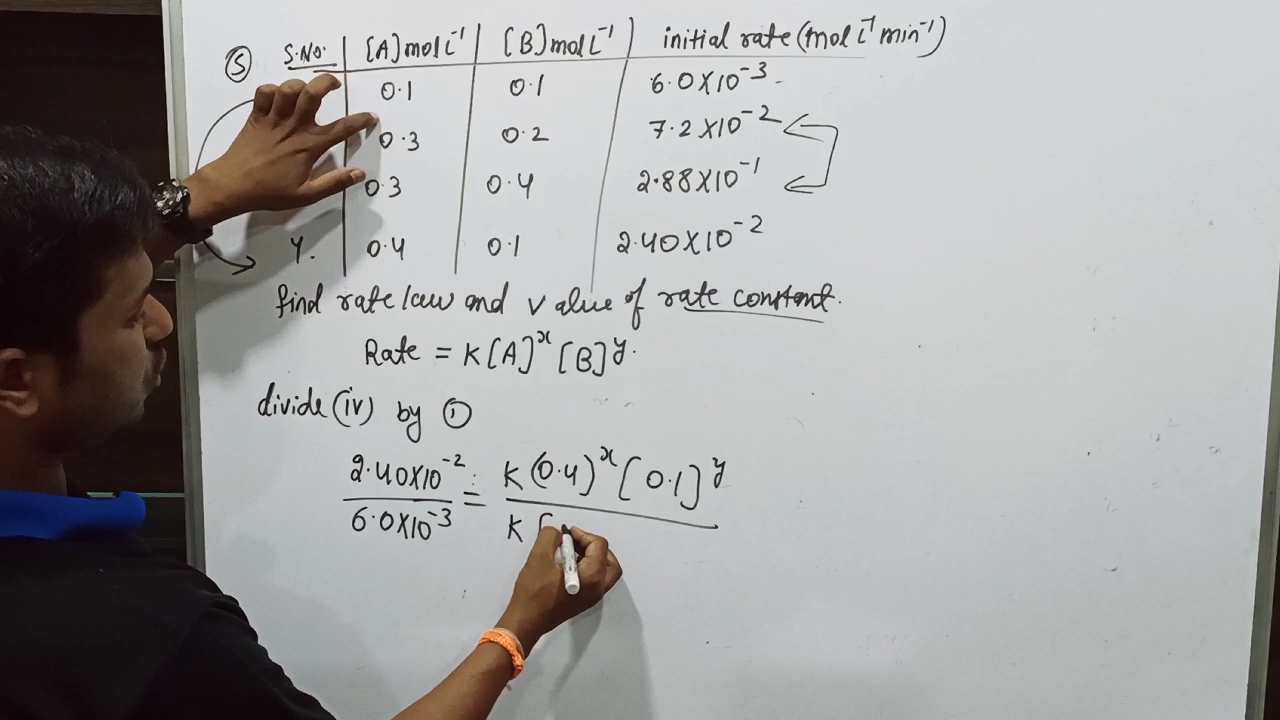 (5) S.No. [A] mol L⁻¹ [B] mol L⁻¹ initial rate (mol L⁻¹ min⁻¹)
0.1 0.1 6.0×10⁻³
0.3 0.2 7.2×10⁻²
0.3 0.4 2.88×10⁻¹
4. 0.4 0.1 2.40×10⁻²
find rate law and value of rate constant.
Rate = K[A]ˣ [B]ʸ.
divide (iv) by ①
2.40×10⁻² = K(0.4)ˣ [0.1]ʸ
6.0×10⁻³ K [